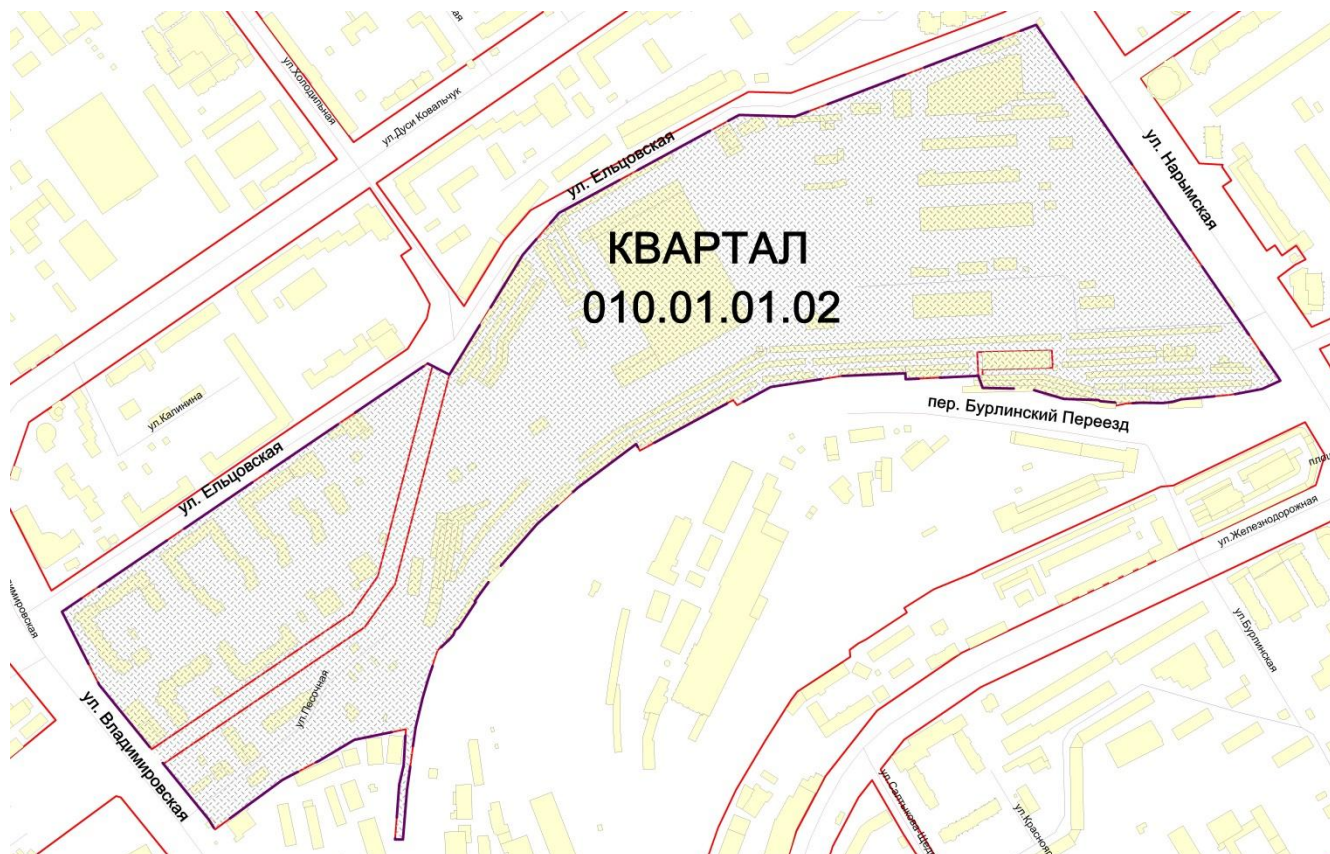 ул.Холодильная
ул.Дуси Ковальчук
ул. Ельцовская
ул. Нарымская
КВАРТАЛ
010.01.01.02
ул.Калинина
пер. Бурлинский Переезд
ул. Ельцовская
ул.Железнодорожная
ул.Бурлинская
ул.Песочная
ул. Владимировская